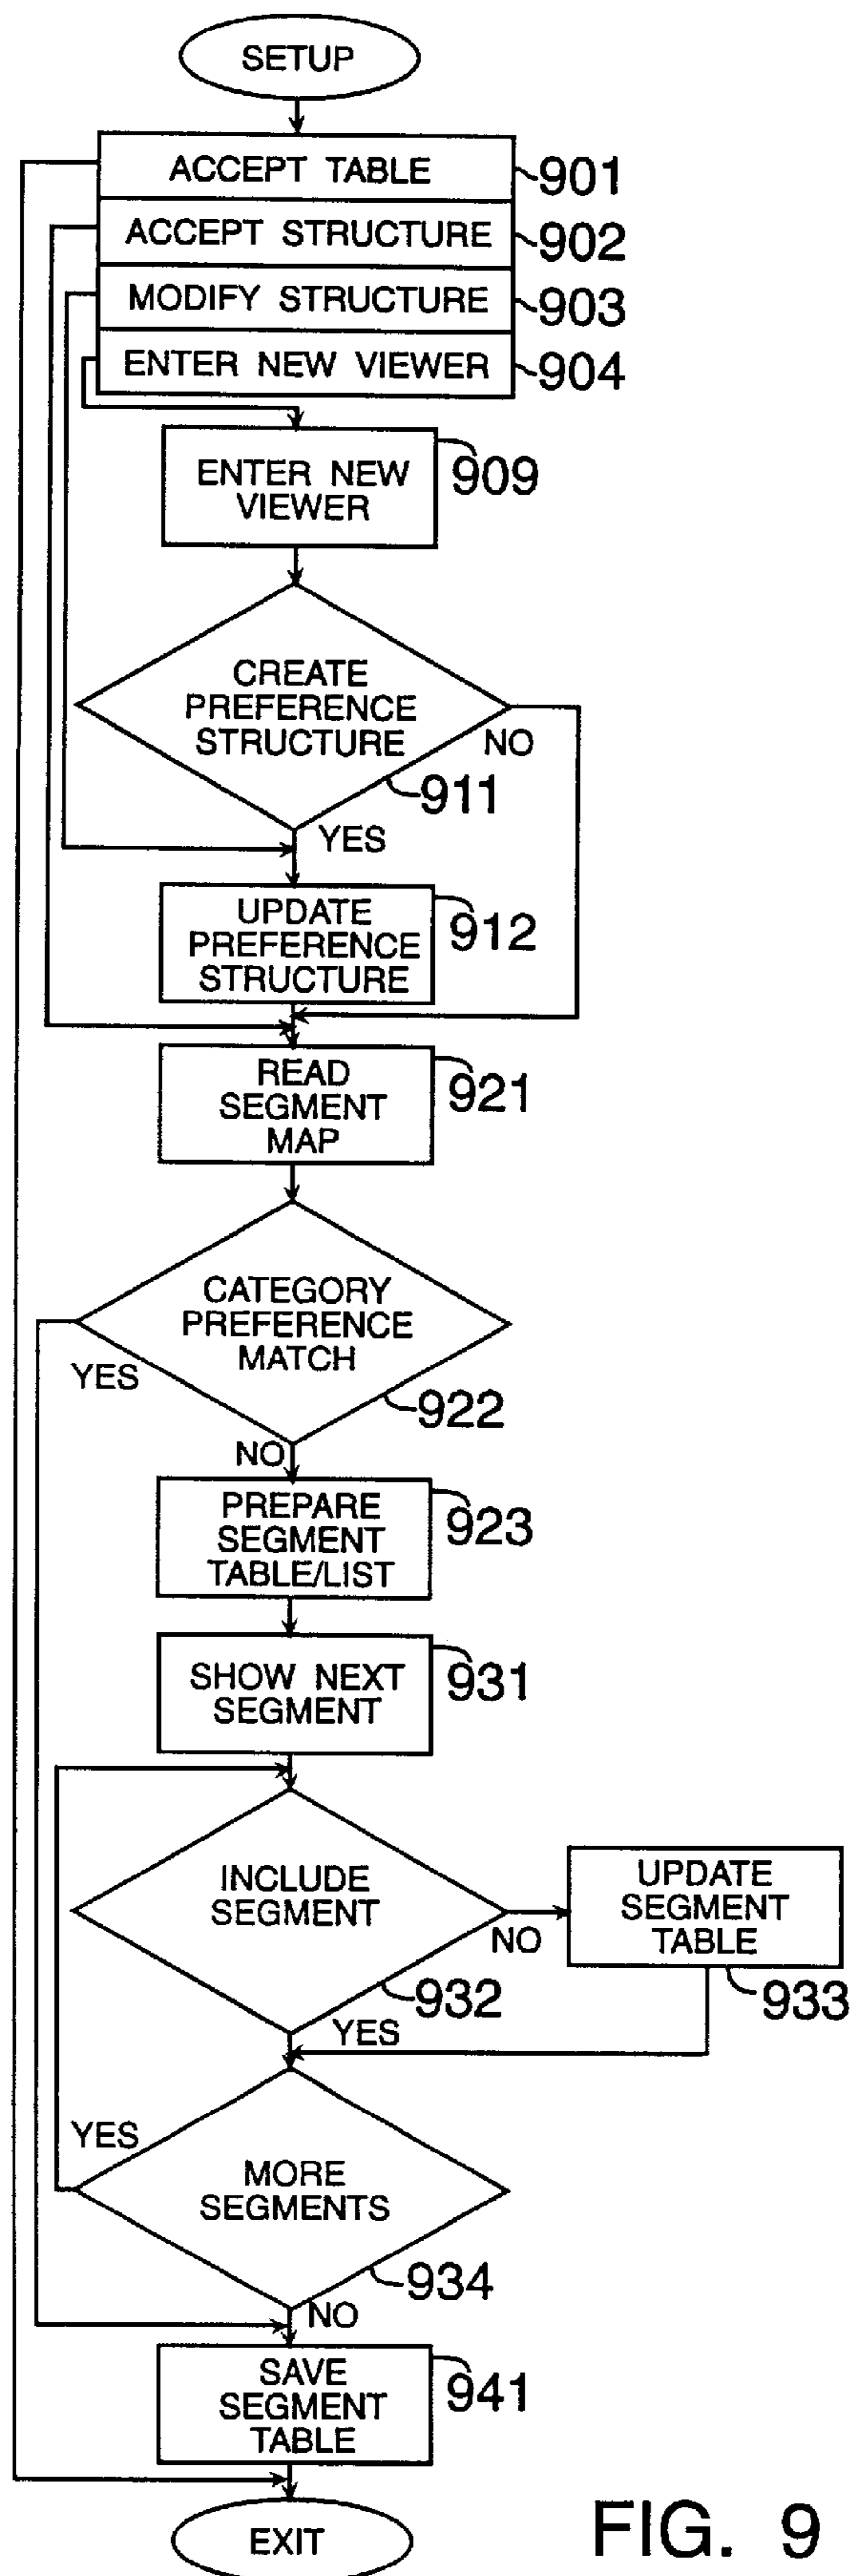 SETUP
ACCEPT TABLE
901
ACCEPT STRUCTURE
902
MODIFY STRUCTURE
903
ENTER NEW VIEWER
904
ENTER NEW
VIEWER
909
CREATE
PREFERENCE
STRUCTURE
NO
911
YES
UPDATE
PREFERENCE
STRUCTURE
912
READ
SEGMENT
MAP
921
CATEGORY
PREFERENCE
MATCH
YES
922
NO
PREPARE
SEGMENT
TABLE/LIST
923
SHOW NEXT
SEGMENT
931
INCLUDE
SEGMENT
NO
932
YES
UPDATE
SEGMENT
TABLE
933
YES
MORE
SEGMENTS
934
NO
SAVE
SEGMENT
TABLE
941
EXIT
FIG. 9